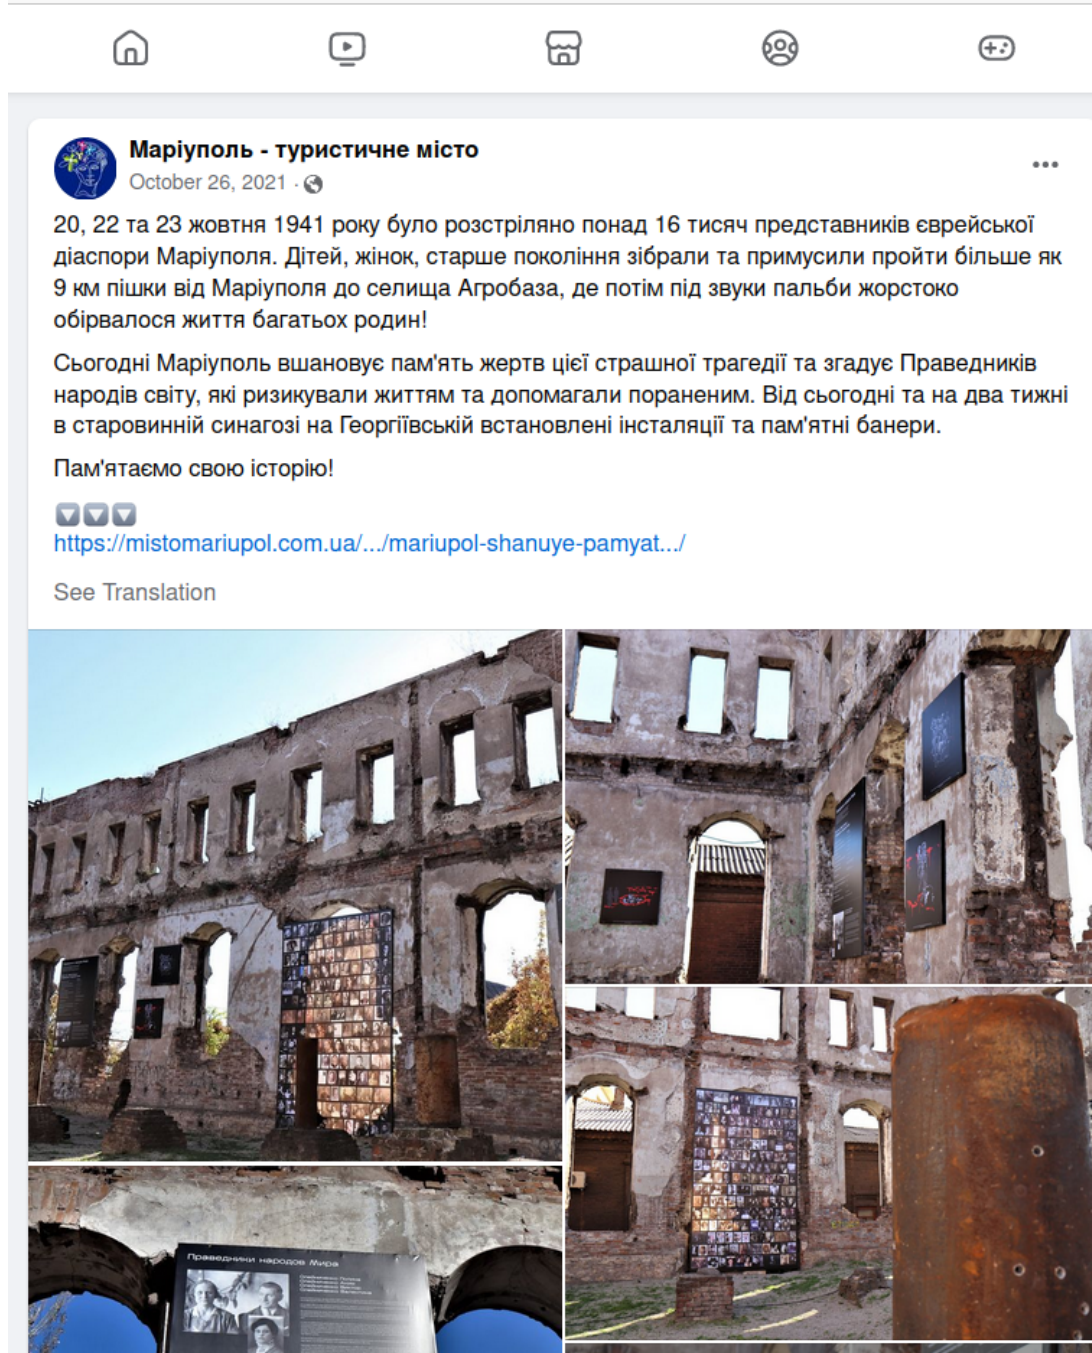 Маріуполь - туристичне місто
October 26, 2021 ·
20, 22 та 23 жовтня 1941 року було розстріляно понад 16 тисяч представників єврейської
діаспори Маріуполя. Дітей, жінок, старше покоління зібрали та примусили пройти більше як
9 км пішки від Маріуполя до селища Агробаза, де потім під звуки пальби жорстоко
обірвалося життя багатьох родин!
Сьогодні Маріуполь вшановує пам'ять жертв цієї страшної трагедії та згадує Праведників
народів світу, які ризикували життям та допомагали пораненим. Від сьогодні та на два тижні
в старовинній синагозі на Георгіївській встановлені інсталяції та пам'ятні банери.
Пам'ятаємо свою історію!
https://mistomariupol.com.ua/.../mariupol-shanuye-pamyat.../
See Translation
Праведники народов Мира